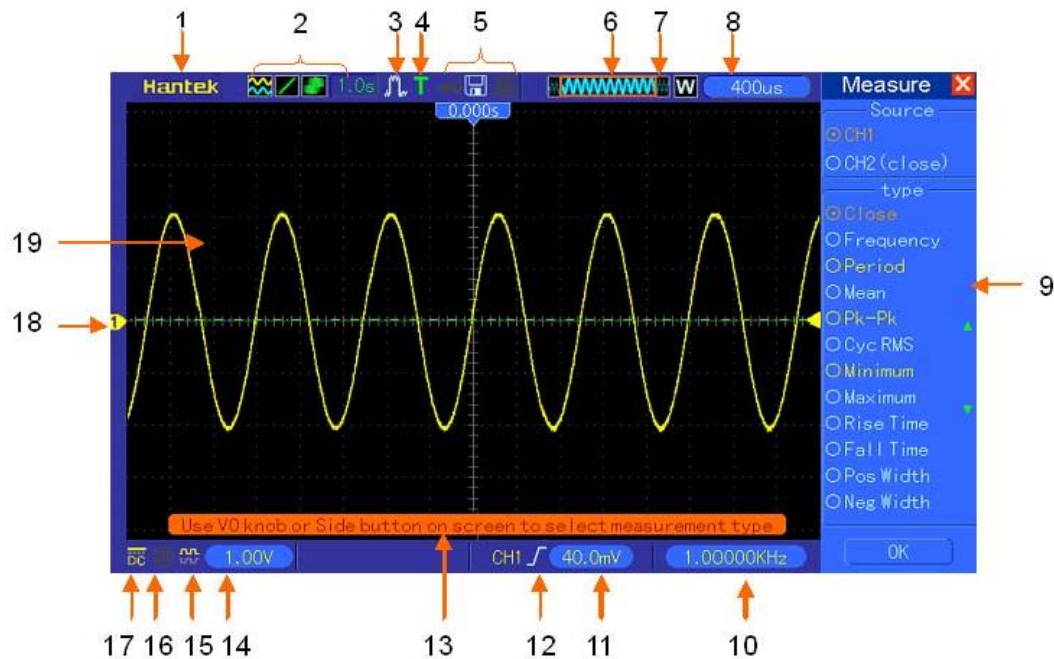 1 2 3 4 5 6 7 8
Hantek 1.0s T W 400us Measure
0.000s
Source
CH1
CH2(close)
type
Close
19
Frequency
Period
9
Mean
18
1
Pk-Pk
Cyc RMS
Minimum
Maximum
Rise Time
Fall Time
Pos Width
Neg Width
Use V0 knob or Side button on screen to select measurement type
DC 1.00V CH1 40.0mV 1.00000KHz OK
17 16 15 14 13 12 11 10